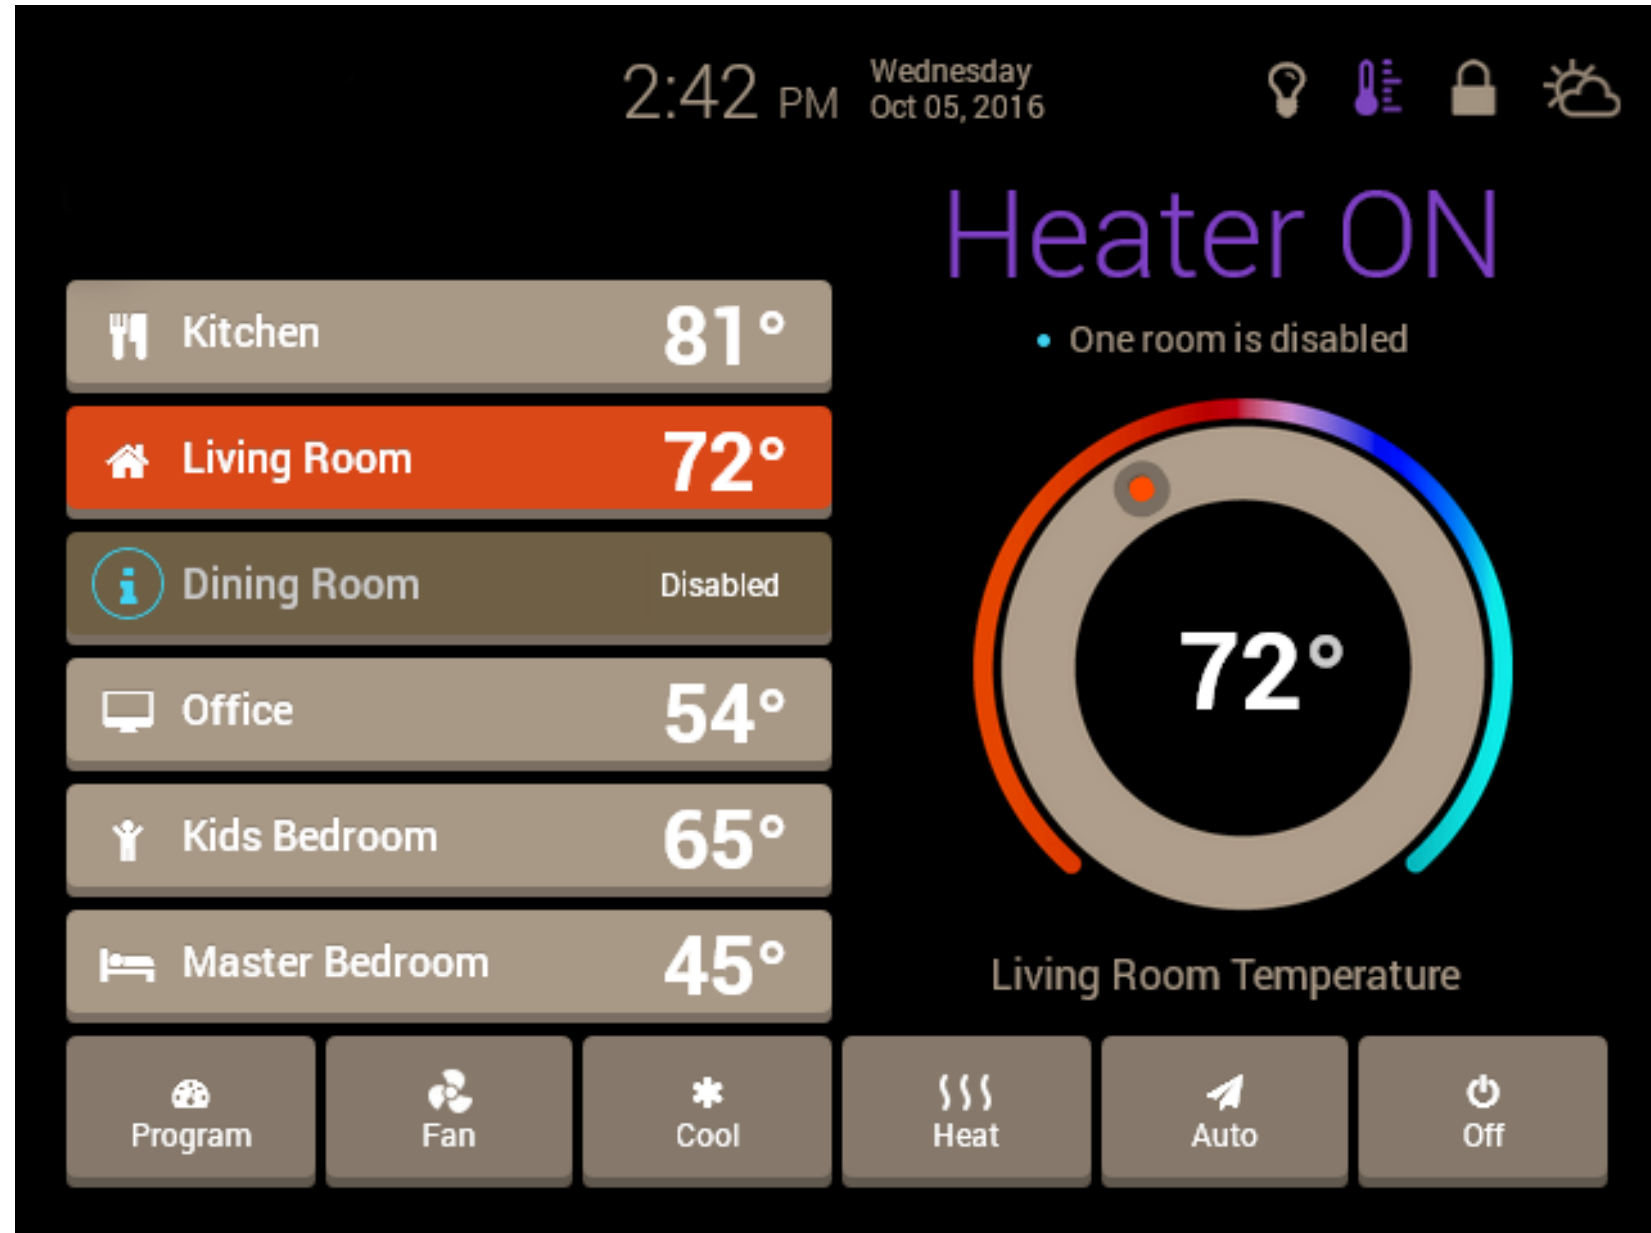 2:42 PM
Wednesday
Oct 05, 2016
Heater ON
• One room is disabled
Kitchen 81°
Living Room 72°
Dining Room Disabled
Office 54°
Kids Bedroom 65°
Master Bedroom 45°
72°
Living Room Temperature
Program
Fan
Cool
Heat
Auto
Off